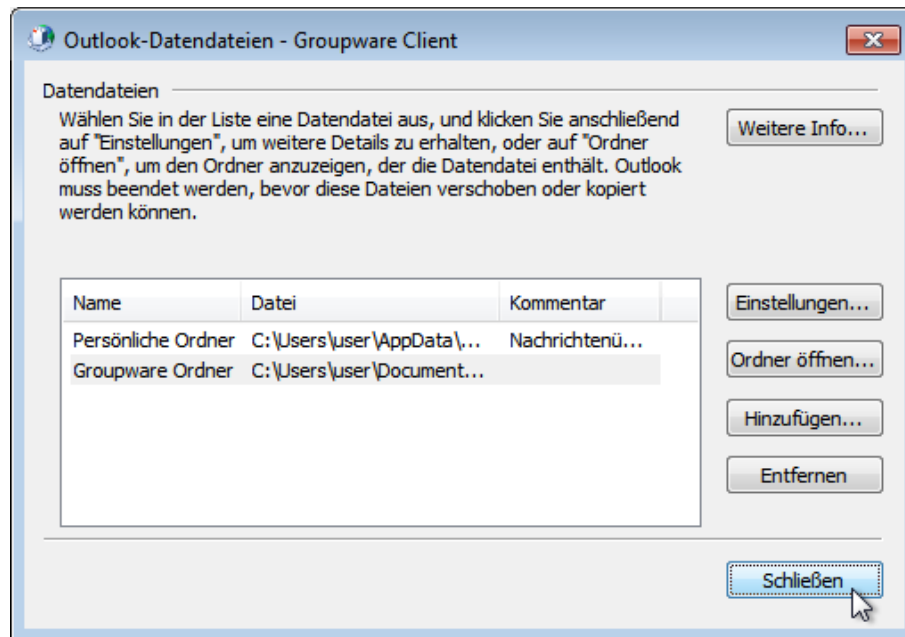 Outlook-Datendateien - Groupware Client
Datendateien
Wählen Sie in der Liste eine Datendatei aus, und klicken Sie anschließend
auf "Einstellungen", um weitere Details zu erhalten, oder auf "Ordner
öffnen", um den Ordner anzuzeigen, der die Datendatei enthält. Outlook
muss beendet werden, bevor diese Dateien verschoben oder kopiert
werden können.
Weitere Info...
Name Datei Kommentar
Persönliche Ordner C:\Users\user\AppData\... Nachrichtenü...
Groupware Ordner C:\Users\user\Document...
Einstellungen...
Ordner öffnen...
Hinzufügen...
Entfernen
Schließen